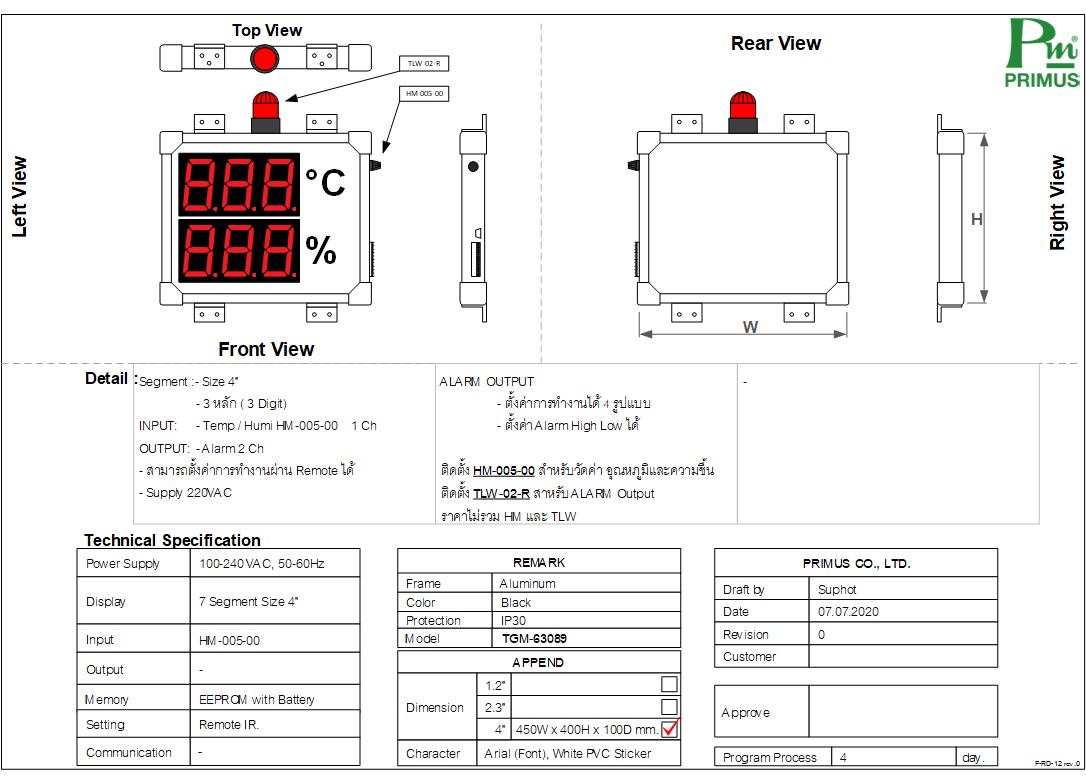 Top View
Rear View
Pm®
PRIMUS
TLW-02-R
HM-005-00
Left View
888 °C
888 %
H
Right View
W
Front View
Detail :
Segment :- Size 4"
- 3 หลัก ( 3 Digit)
INPUT: - Temp / Humi HM-005-00 1 Ch
OUTPUT: -Alarm 2 Ch
- สามารถตั้งค่าการทำงานผ่าน Remote ได้
- Supply 220VAC
ALARM OUTPUT
- ตั้งค่าการทำงานได้ 4 รูปแบบ
- ตั้งค่า Alarm High Low ได้
ติดตั้ง HM-005-00 สำหรับวัดค่า อุณหภูมิและความชื้น
ติดตั้ง TLW-02-R สาหรับ ALARM Output
ราคาไม่รวม HM และ TLW
-
Technical Specification
Power Supply 100-240VAC, 50-60Hz
Display 7 Segment Size 4"
Input HM-005-00
Output -
Memory EEPROM with Battery
Setting Remote IR.
Communication -
REMARK
Frame Aluminum
Color Black
Protection IP30
Model TGM-63089
APPEND
Dimension
1.2"
2.3"
4" 450W x 400H x 100D mm.
Character Arial (Font), White PVC Sticker
PRIMUS CO., LTD.
Draft by Suphot
Date 07.07.2020
Revision 0
Customer
Approve
Program Process 4 day.
F-RD-12 rev.0